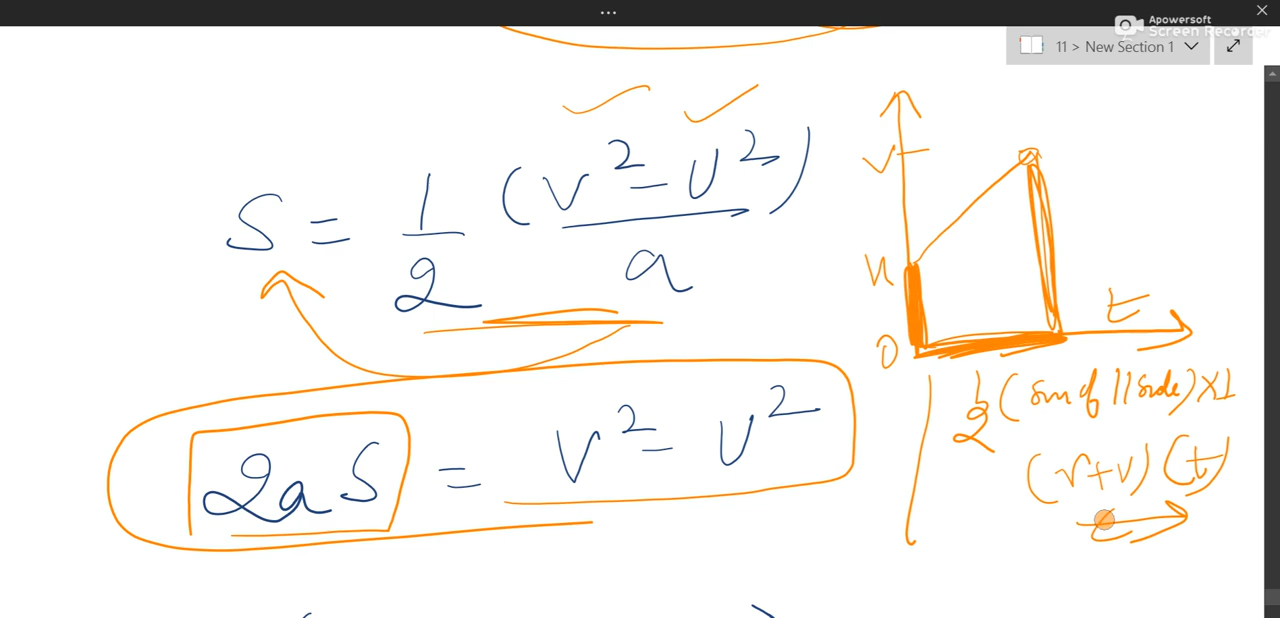 Apowersoft
Screen Recorder
11 > New Section 1
S = 1/2 (v² - u²)/a
2aS = v² - u²
v
u
0
t
1/2 (sum of || side) × ⊥
(v+u) (t)
t